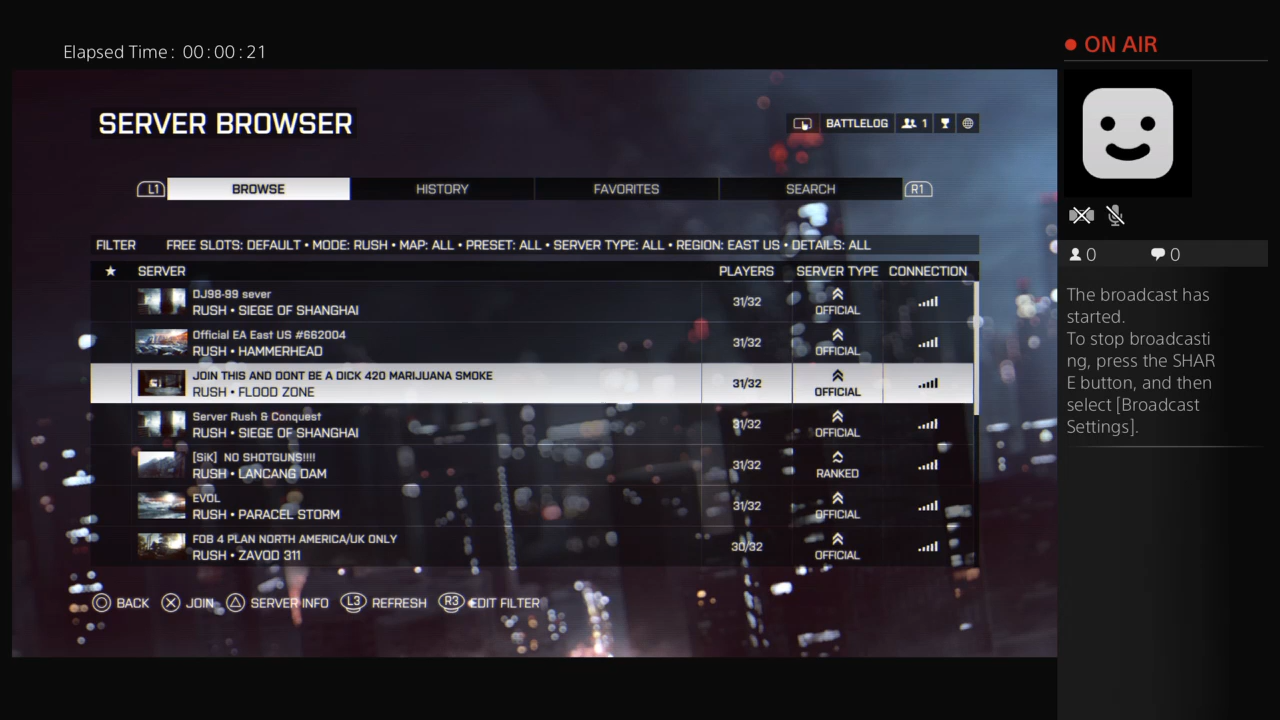 Elapsed Time: 00:00:21
ON AIR
SERVER BROWSER
BATTLELOG 1
L1 BROWSE HISTORY FAVORITES SEARCH R1
FILTER FREE SLOTS: DEFAULT • MODE: RUSH • MAP: ALL • PRESET: ALL • SERVER TYPE: ALL • REGION: EAST US • DETAILS: ALL
★ SERVER PLAYERS SERVER TYPE CONNECTION
DJ98-99 sever
RUSH • SIEGE OF SHANGHAI 31/32 OFFICIAL
Official EA East US #662004
RUSH • HAMMERHEAD 31/32 OFFICIAL
JOIN THIS AND DONT BE A DICK 420 MARIJUANA SMOKE
RUSH • FLOOD ZONE 31/32 OFFICIAL
Server Rush & Conquest
RUSH • SIEGE OF SHANGHAI 31/32 OFFICIAL
[SiK] NO SHOTGUNS!!!!
RUSH • LANCANG DAM 31/32 RANKED
EVOL
RUSH • PARACEL STORM 31/32 OFFICIAL
FOB 4 PLAN NORTH AMERICA/UK ONLY
RUSH • ZAVOD 311 30/32 OFFICIAL
BACK JOIN SERVER INFO L3 REFRESH R3 EDIT FILTER
0 0
The broadcast has
started.
To stop broadcasti
ng, press the SHAR
E button, and then
select [Broadcast
Settings].